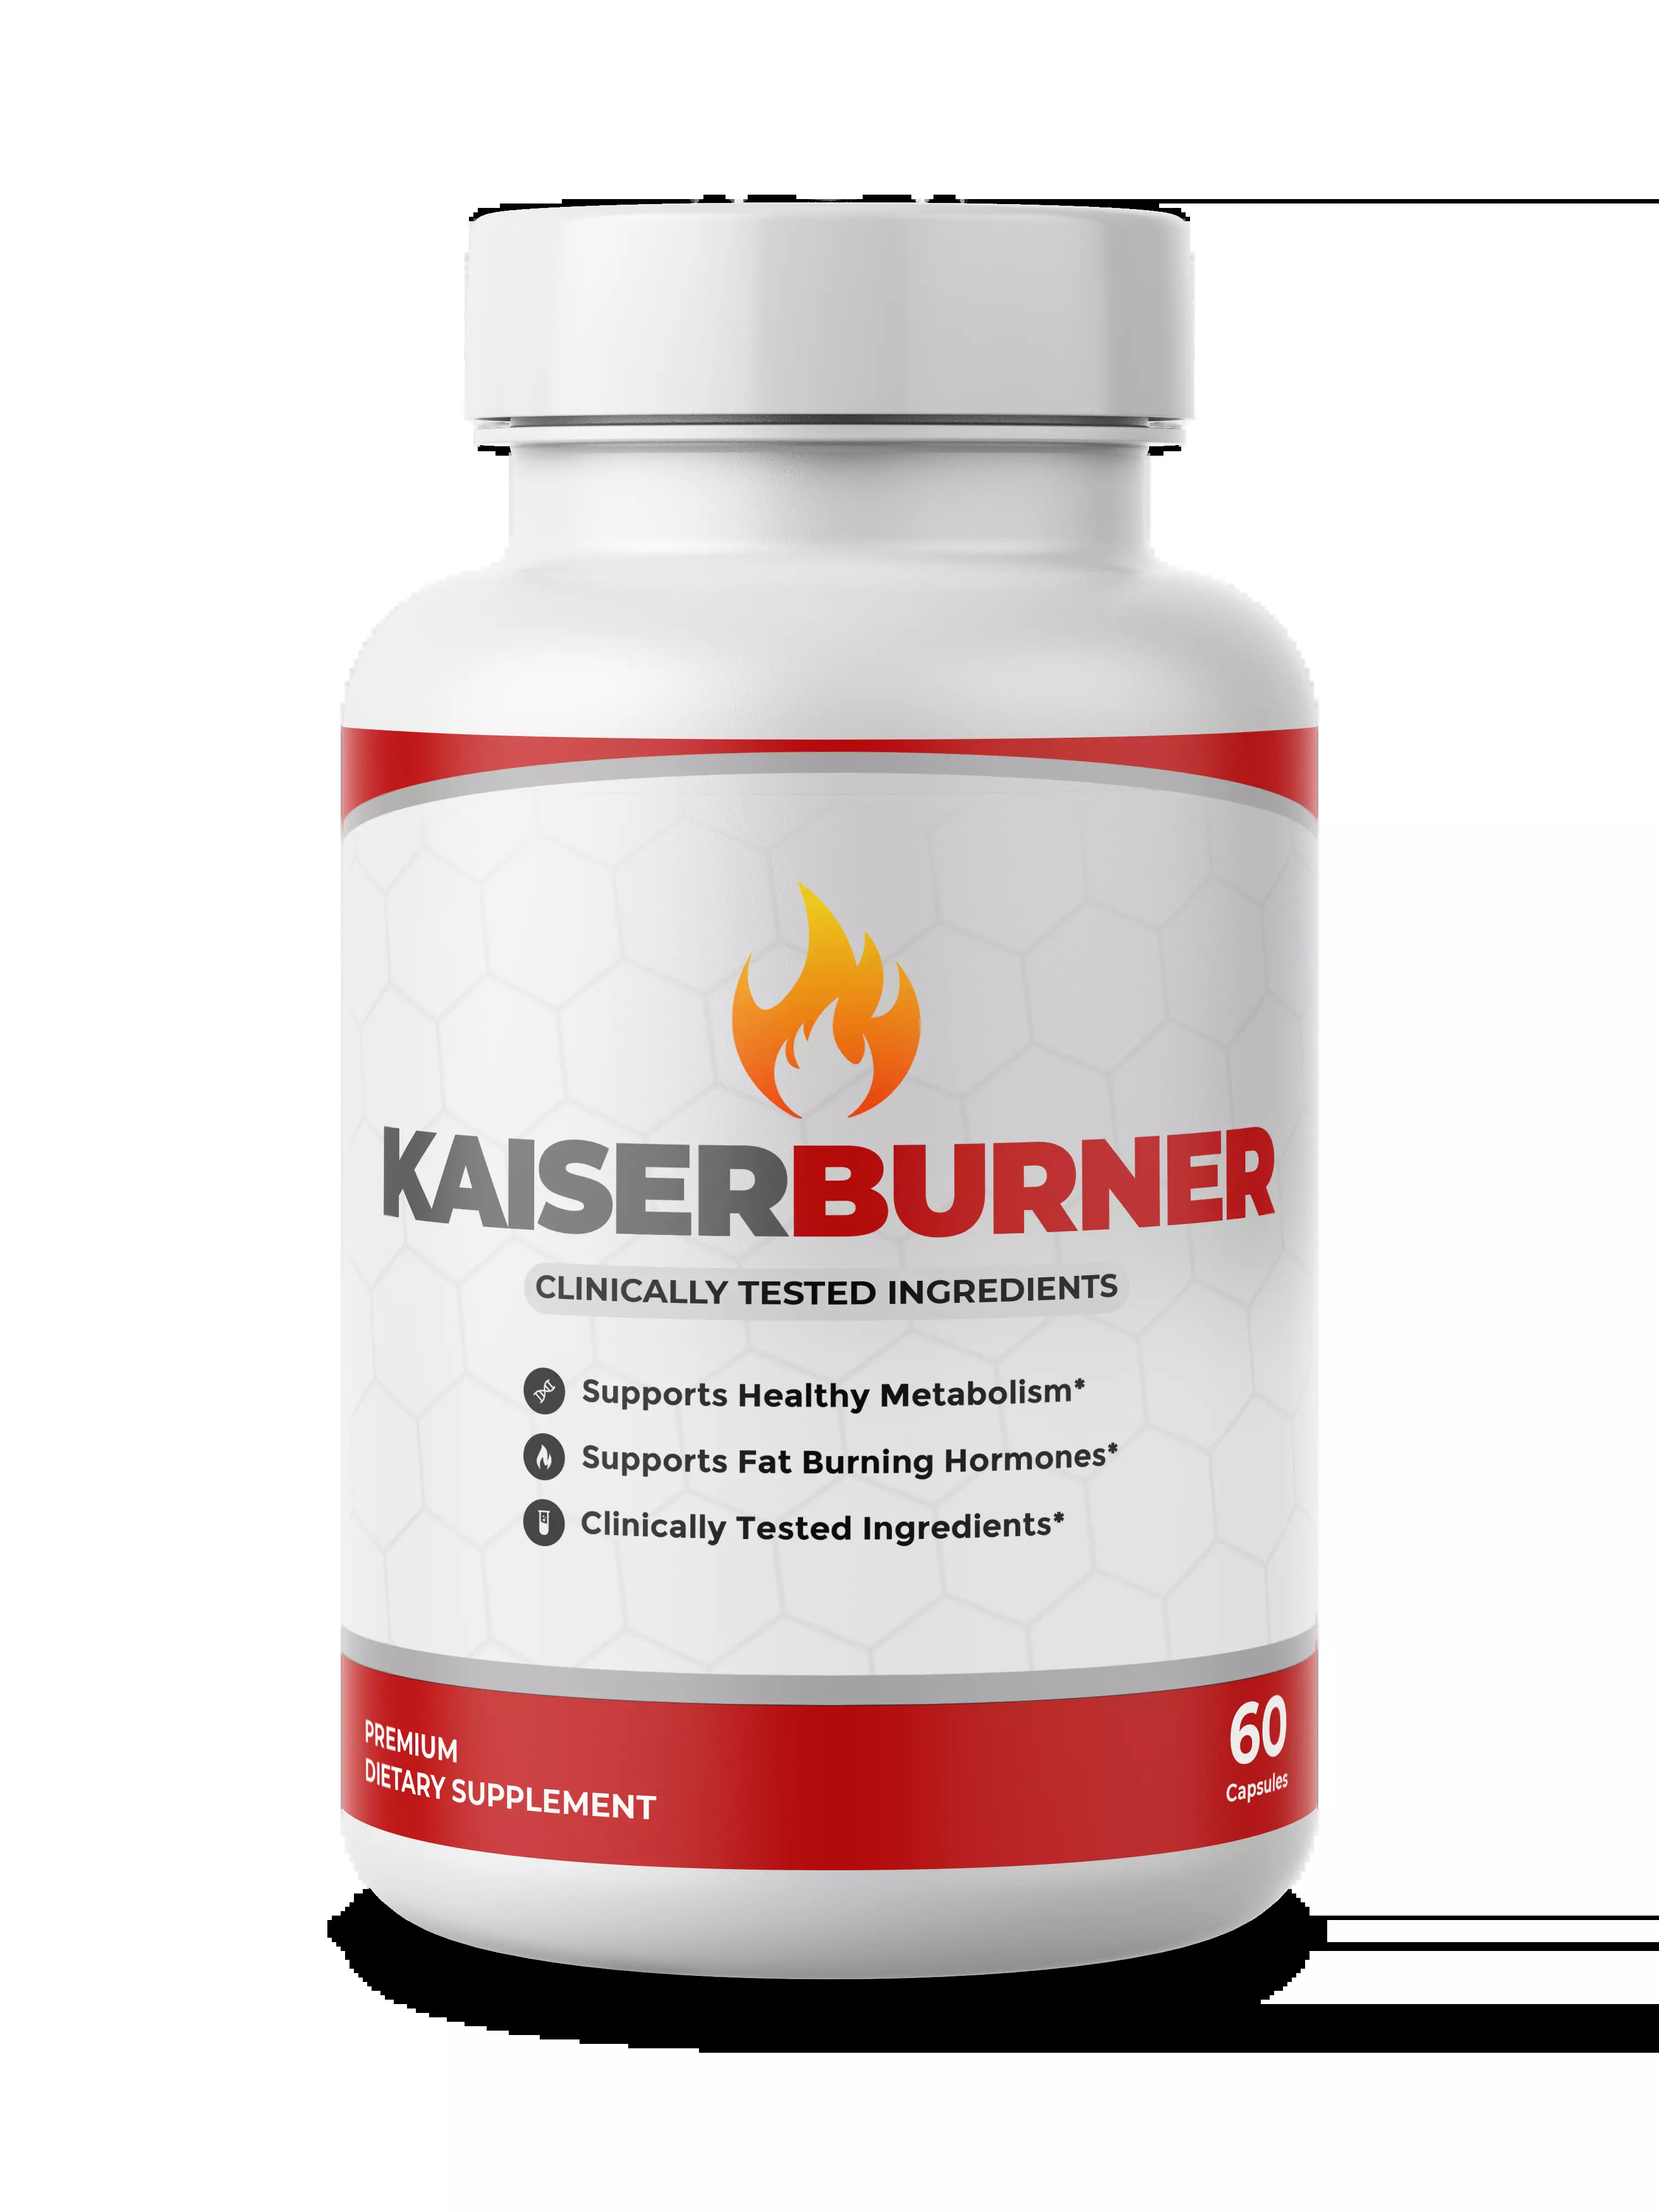 KAISERBURNER
CLINICALLY TESTED INGREDIENTS
Supports Healthy Metabolism*
Supports Fat Burning Hormones*
Clinically Tested Ingredients*
PREMIUM
DIETARY SUPPLEMENT
60
Capsules